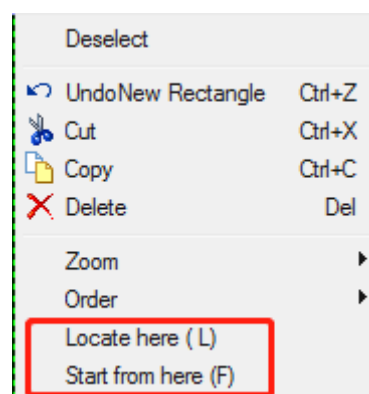 Deselect
UndoNew Rectangle Ctrl+Z
Cut Ctrl+X
Copy Ctrl+C
Delete Del
Zoom
Order
Locate here ( L)
Start from here (F)